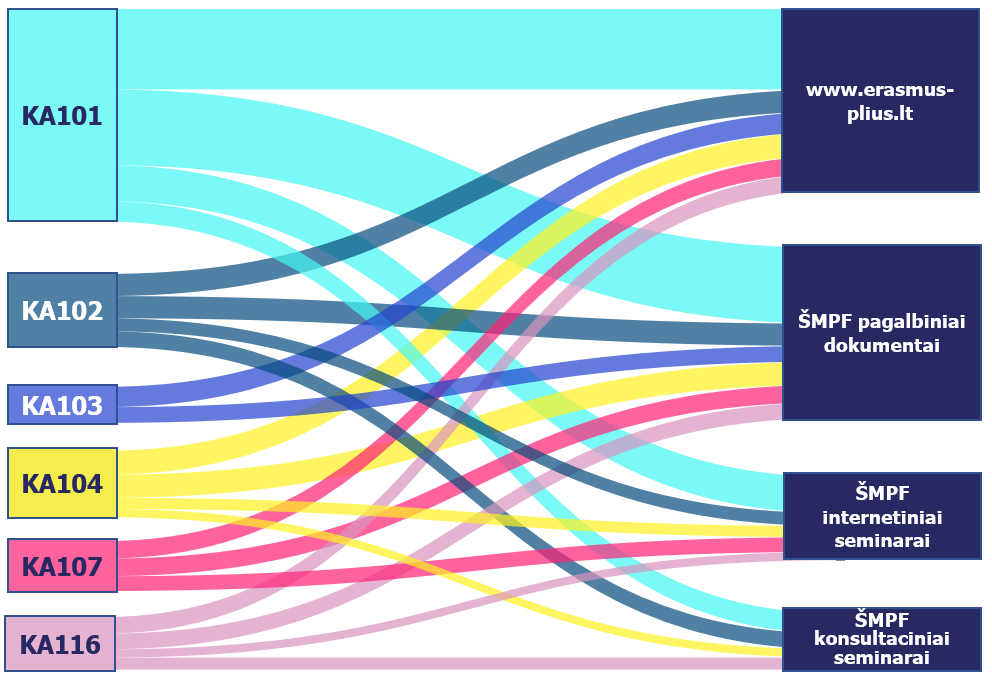 KA101
KA102
KA103
KA104
KA107
KA116
www.erasmus-
plius.lt
ŠMPF pagalbiniai
dokumentai
ŠMPF
internetiniai
seminarai
ŠMPF
konsultaciniai
seminarai